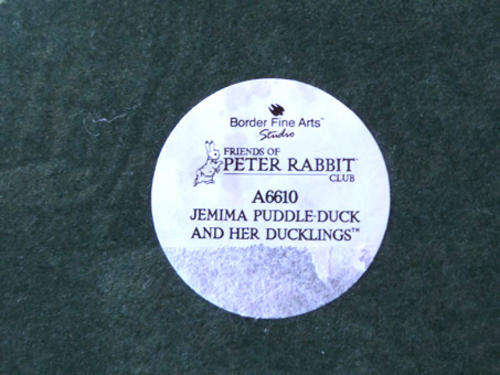 Border Fine Arts™
Studio
FRIENDS OF
PETER RABBIT™
CLUB
A6610
JEMIMA PUDDLE-DUCK
AND HER DUCKLINGS™